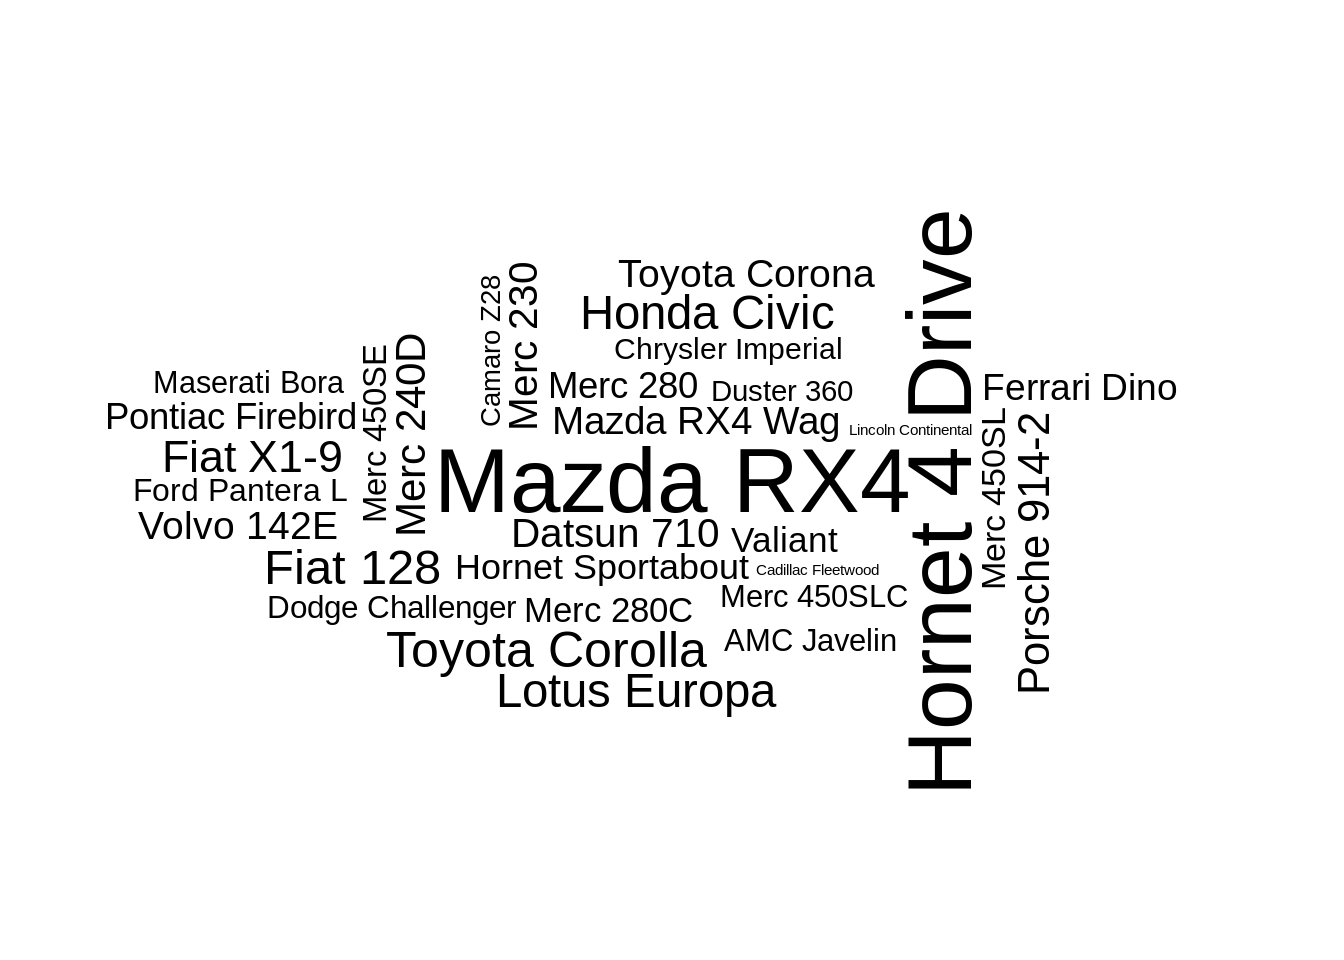 Toyota Corona
Honda Civic
Chrysler Imperial
Camaro Z28
Merc 230
Merc 280
Duster 360
Mazda RX4 Wag
Lincoln Continental
Maserati Bora
Pontiac Firebird
Fiat X1-9
Ford Pantera L
Volvo 142E
Merc 450SE
Merc 240D
Mazda RX4
Hornet 4 Drive
Ferrari Dino
Merc 450SL
Porsche 914-2
Datsun 710
Valiant
Fiat 128
Hornet Sportabout
Cadillac Fleetwood
Dodge Challenger
Merc 280C
Merc 450SLC
Toyota Corolla
AMC Javelin
Lotus Europa